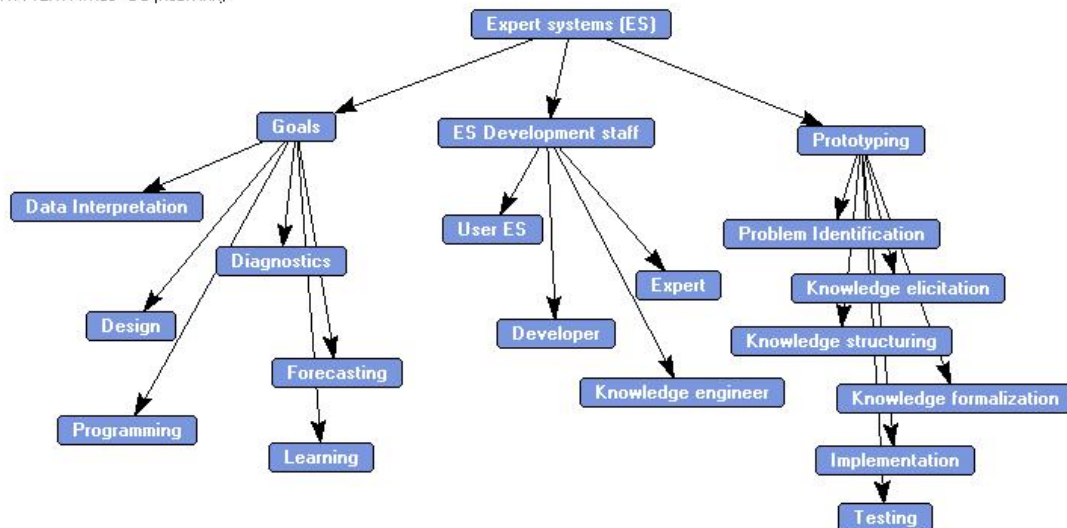 Expert systems (ES)
Goals
ES Development staff
Prototyping
Data Interpretation
User ES
Problem Identification
Diagnostics
Expert
Knowledge elicitation
Design
Developer
Knowledge structuring
Forecasting
Knowledge engineer
Knowledge formalization
Programming
Learning
Implementation
Testing